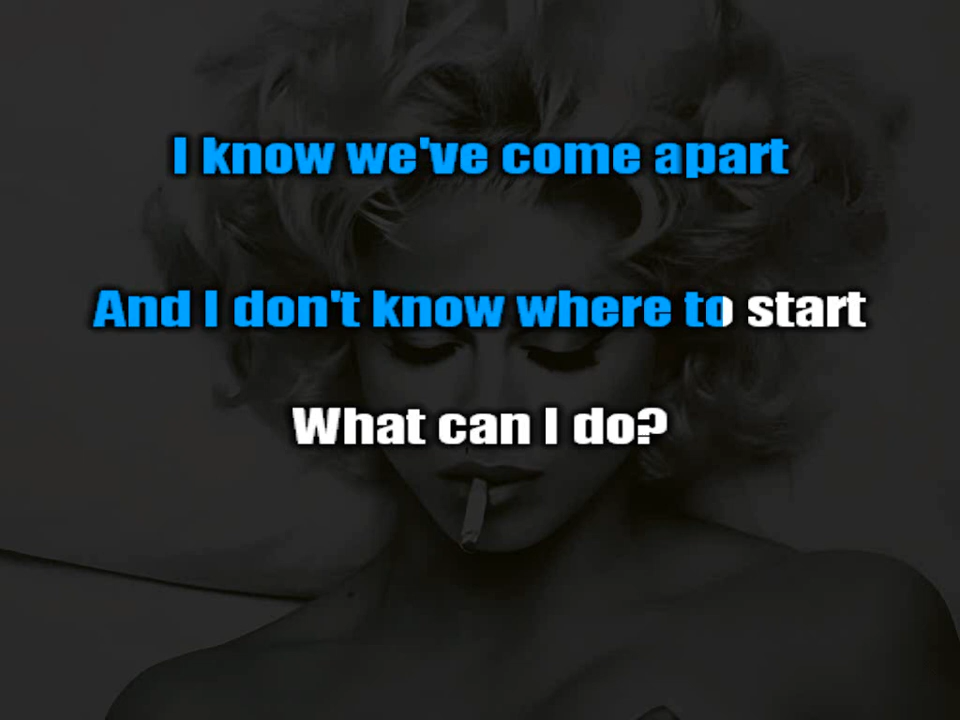 I know we've come apart
And I don't know where to start
What can I do?